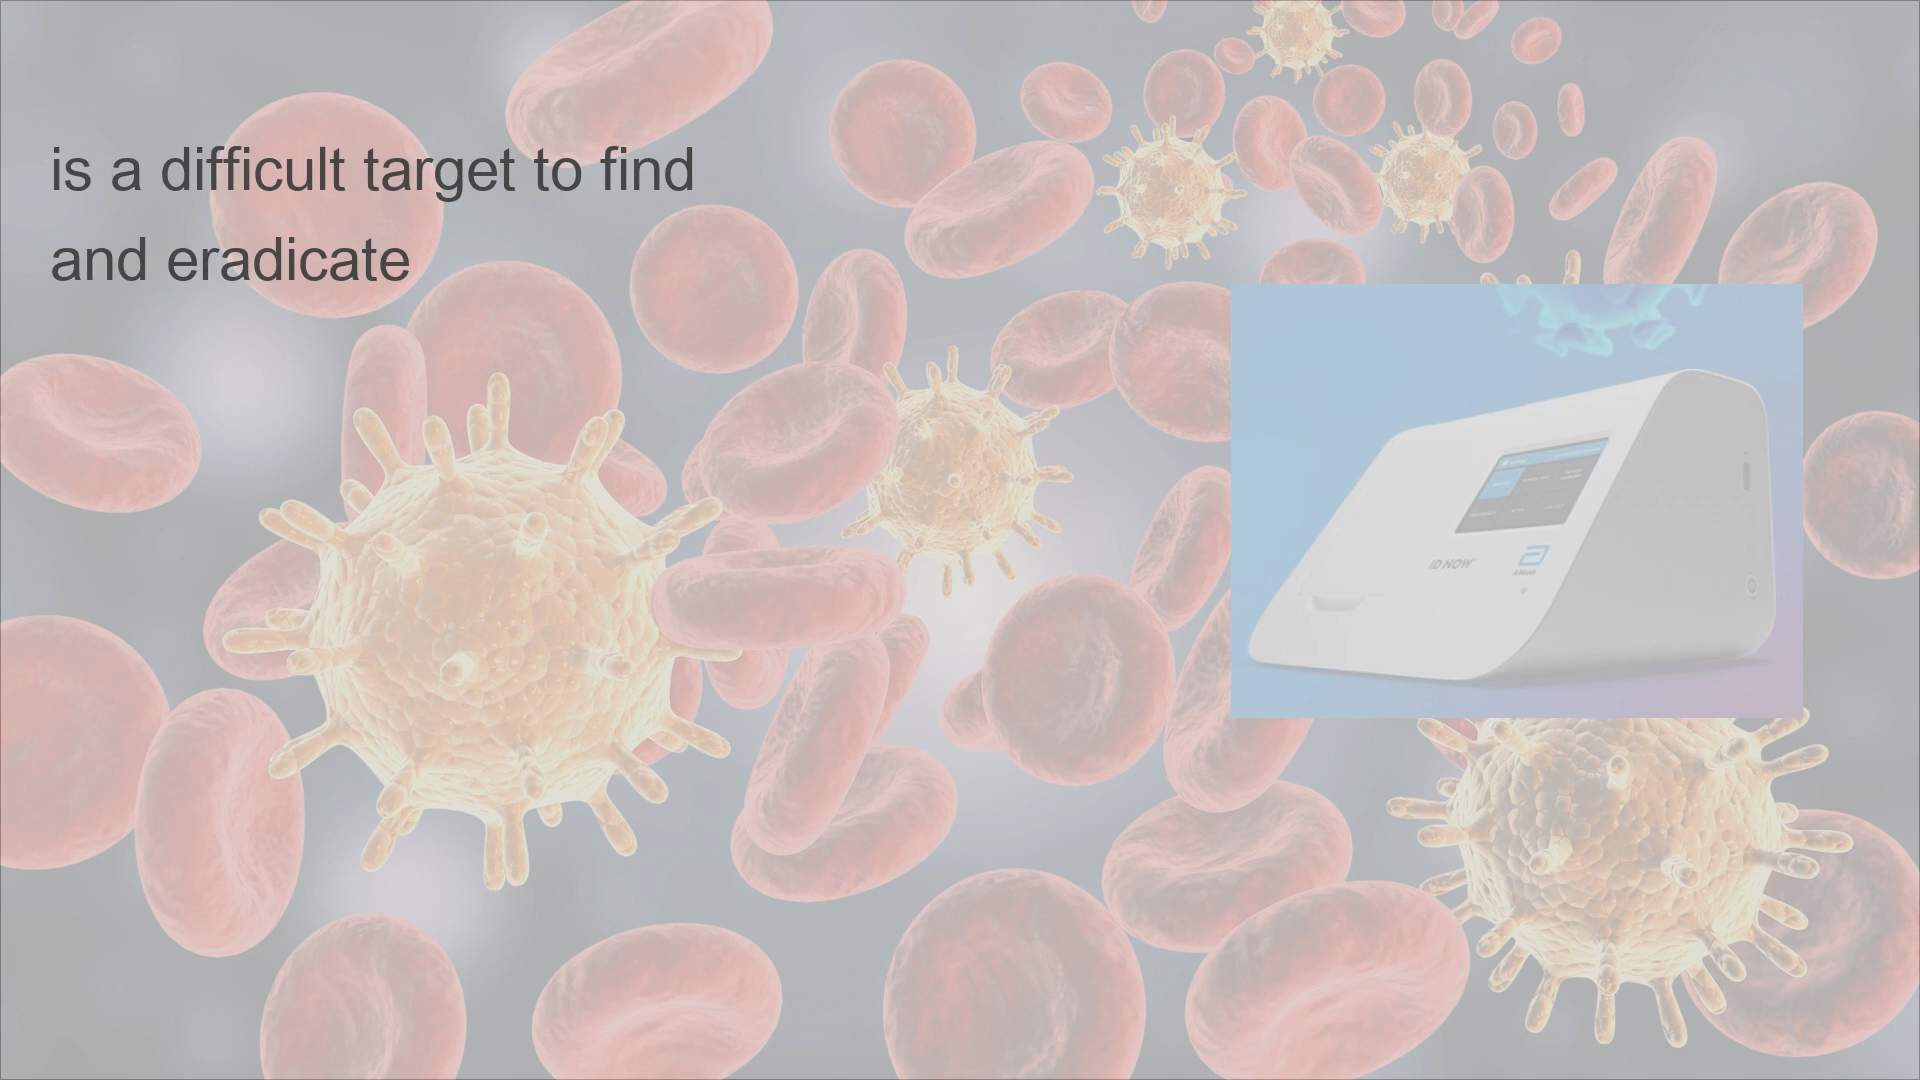 is a difficult target to find
and eradicate
ID NOW
Abbott